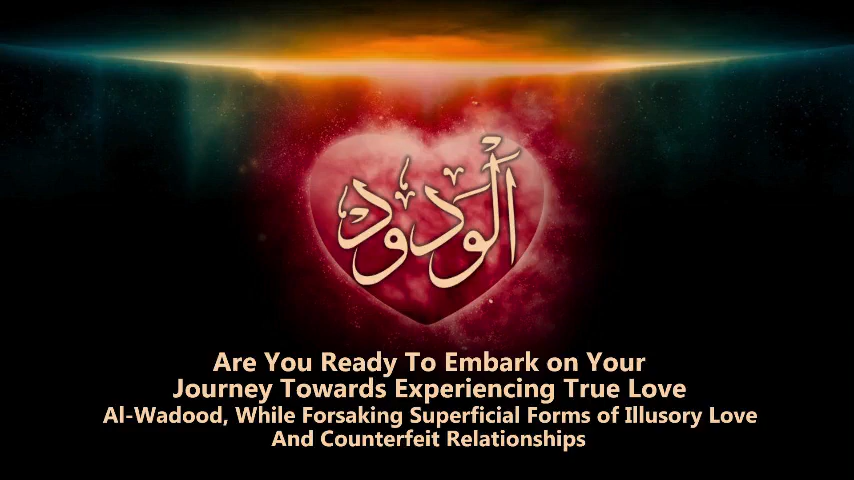 اَلْوَدُودُ
Are You Ready To Embark on Your
Journey Towards Experiencing True Love
Al-Wadood, While Forsaking Superficial Forms of Illusory Love
And Counterfeit Relationships